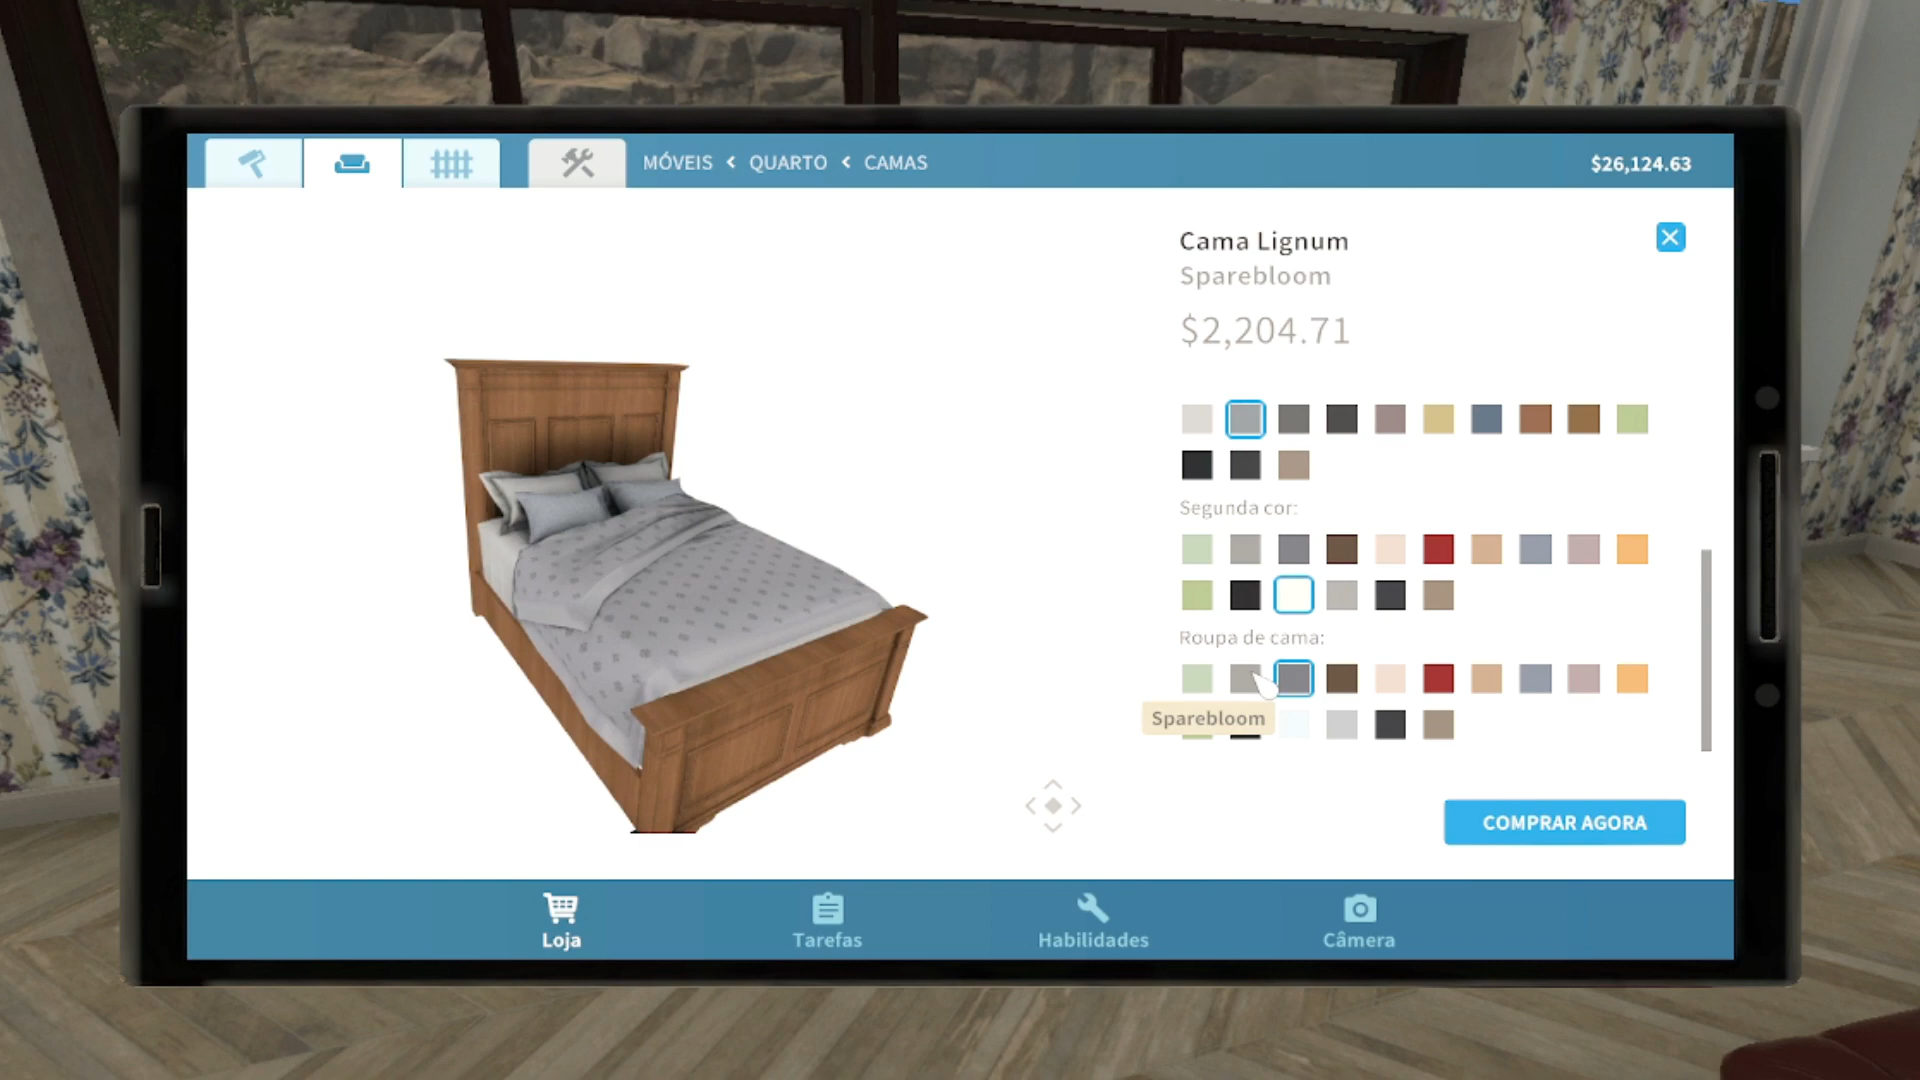 MÓVEIS < QUARTO < CAMAS
$26,124.63
Cama Lignum
Sparebloom
$2,204.71
Segunda cor:
Roupa de cama:
Sparebloom
COMPRAR AGORA
Loja
Tarefas
Habilidades
Câmera